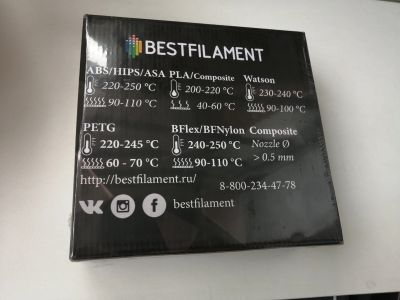 BESTFILAMENT
ABS/HIPS/ASA PLA/Composite Watson
220-250 °C 200-220 °C 230-240 °C
90-110 °C 40-60 °C 90-100 °C
PETG BFlex/BFNylon Composite
220-245 °C 240-250 °C Nozzle Ø
60 - 70 °C 90-110 °C > 0.5 mm
http://bestfilament.ru/ 8-800-234-47-78
bestfilament